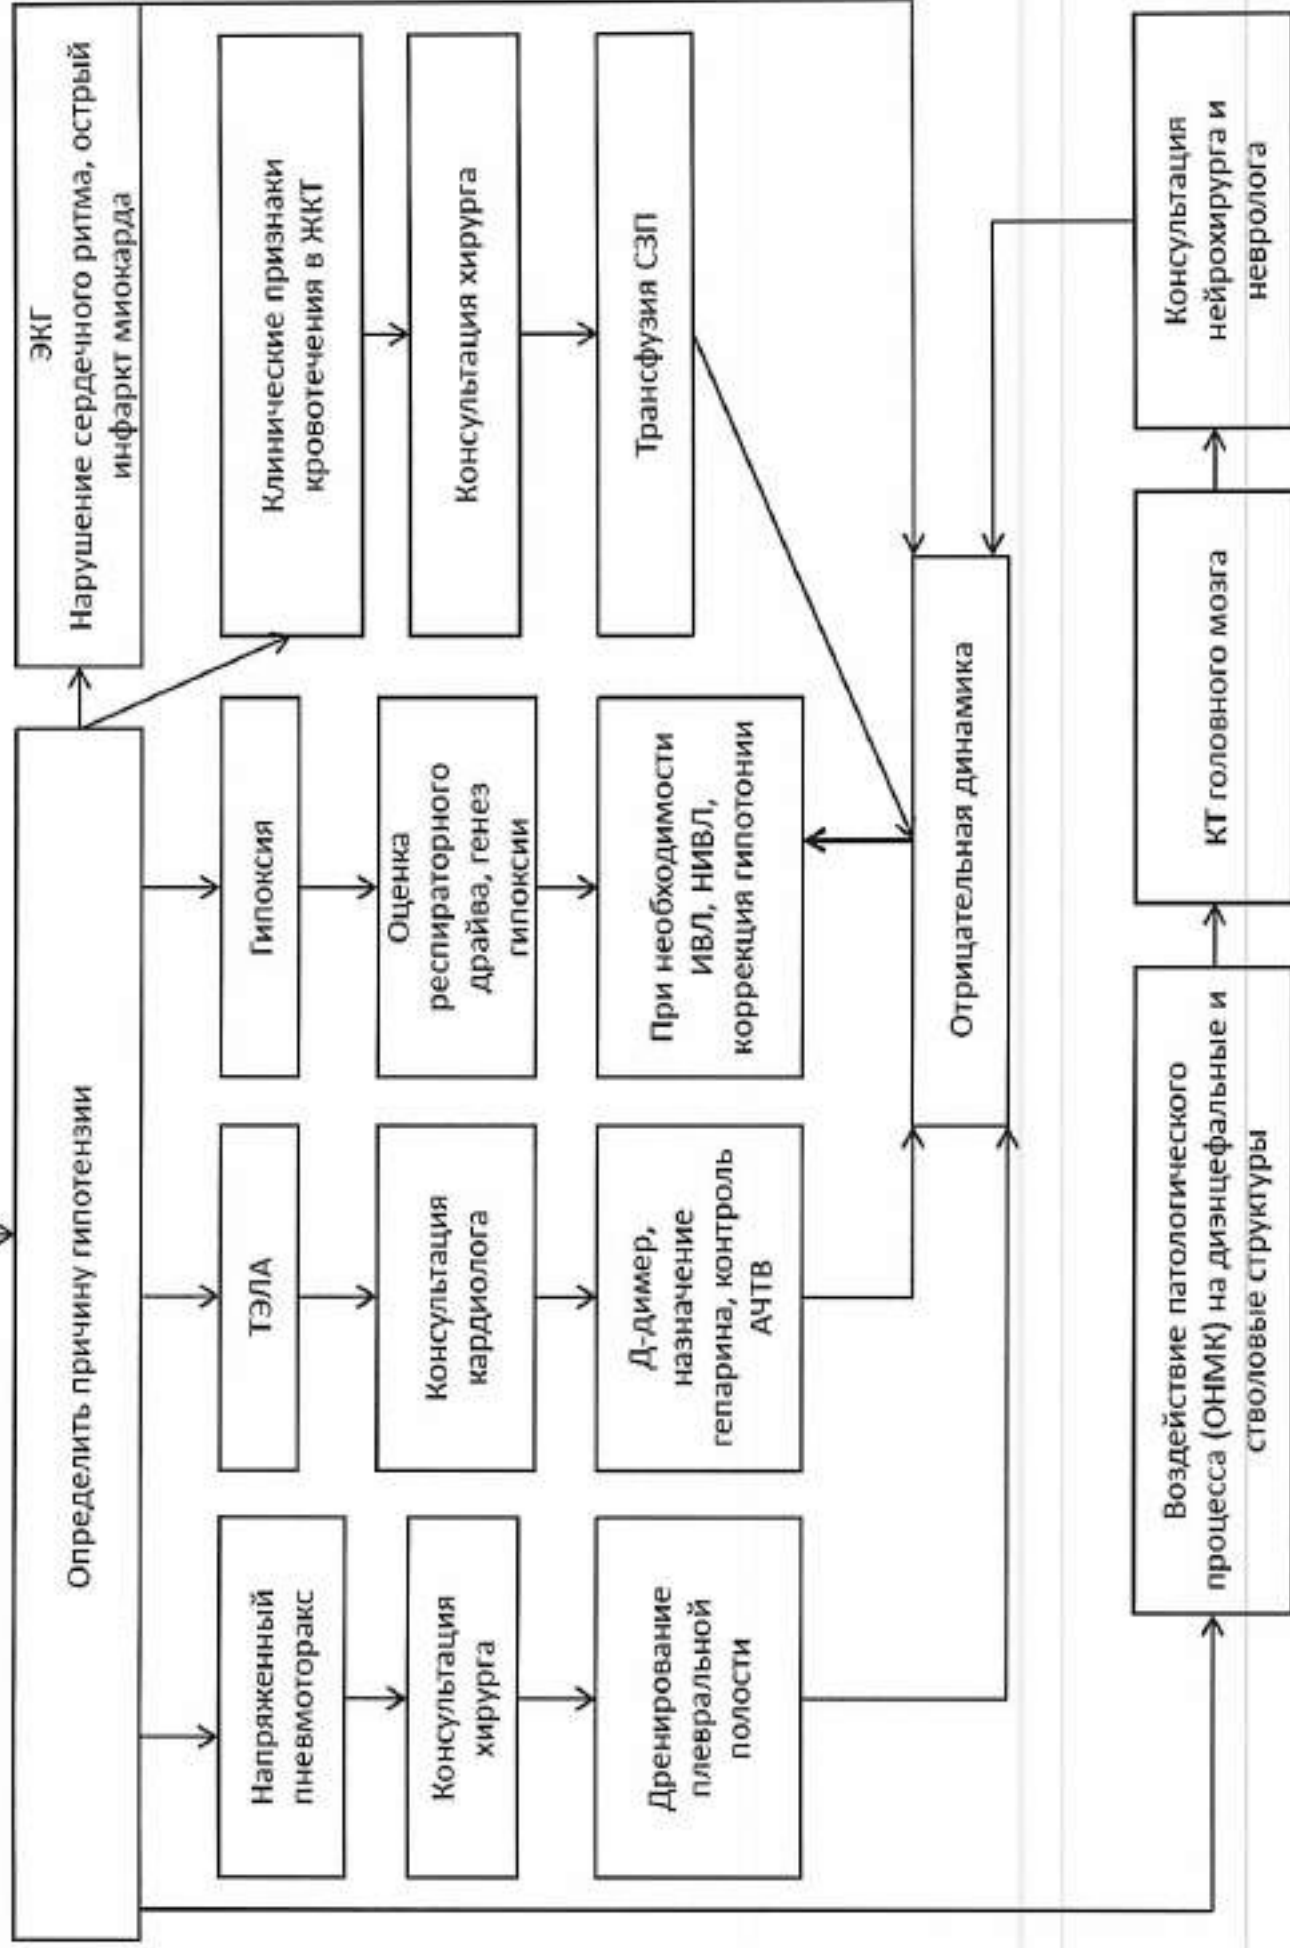 Определить причину гипотензии
ЭКГ
Нарушение сердечного ритма, острый
инфаркт миокарда
Напряженный
пневмоторакс
ТЭЛА
Гипоксия
Клинические признаки
кровотечения в ЖКТ
Консультация
хирурга
Консультация
кардиолога
Оценка
респираторного
драйва, генез
гипоксии
Консультация хирурга
Дренирование
плевральной
полости
Д-димер,
назначение
гепарина, контроль
АЧТВ
При необходимости
ИВЛ, НИВЛ,
коррекция гипотонии
Трансфузия СЗП
Отрицательная динамика
Воздействие патологического
процесса (ОНМК) на диэнцефальные и
стволовые структуры
КТ головного мозга
Консультация
нейрохирурга и
невролога